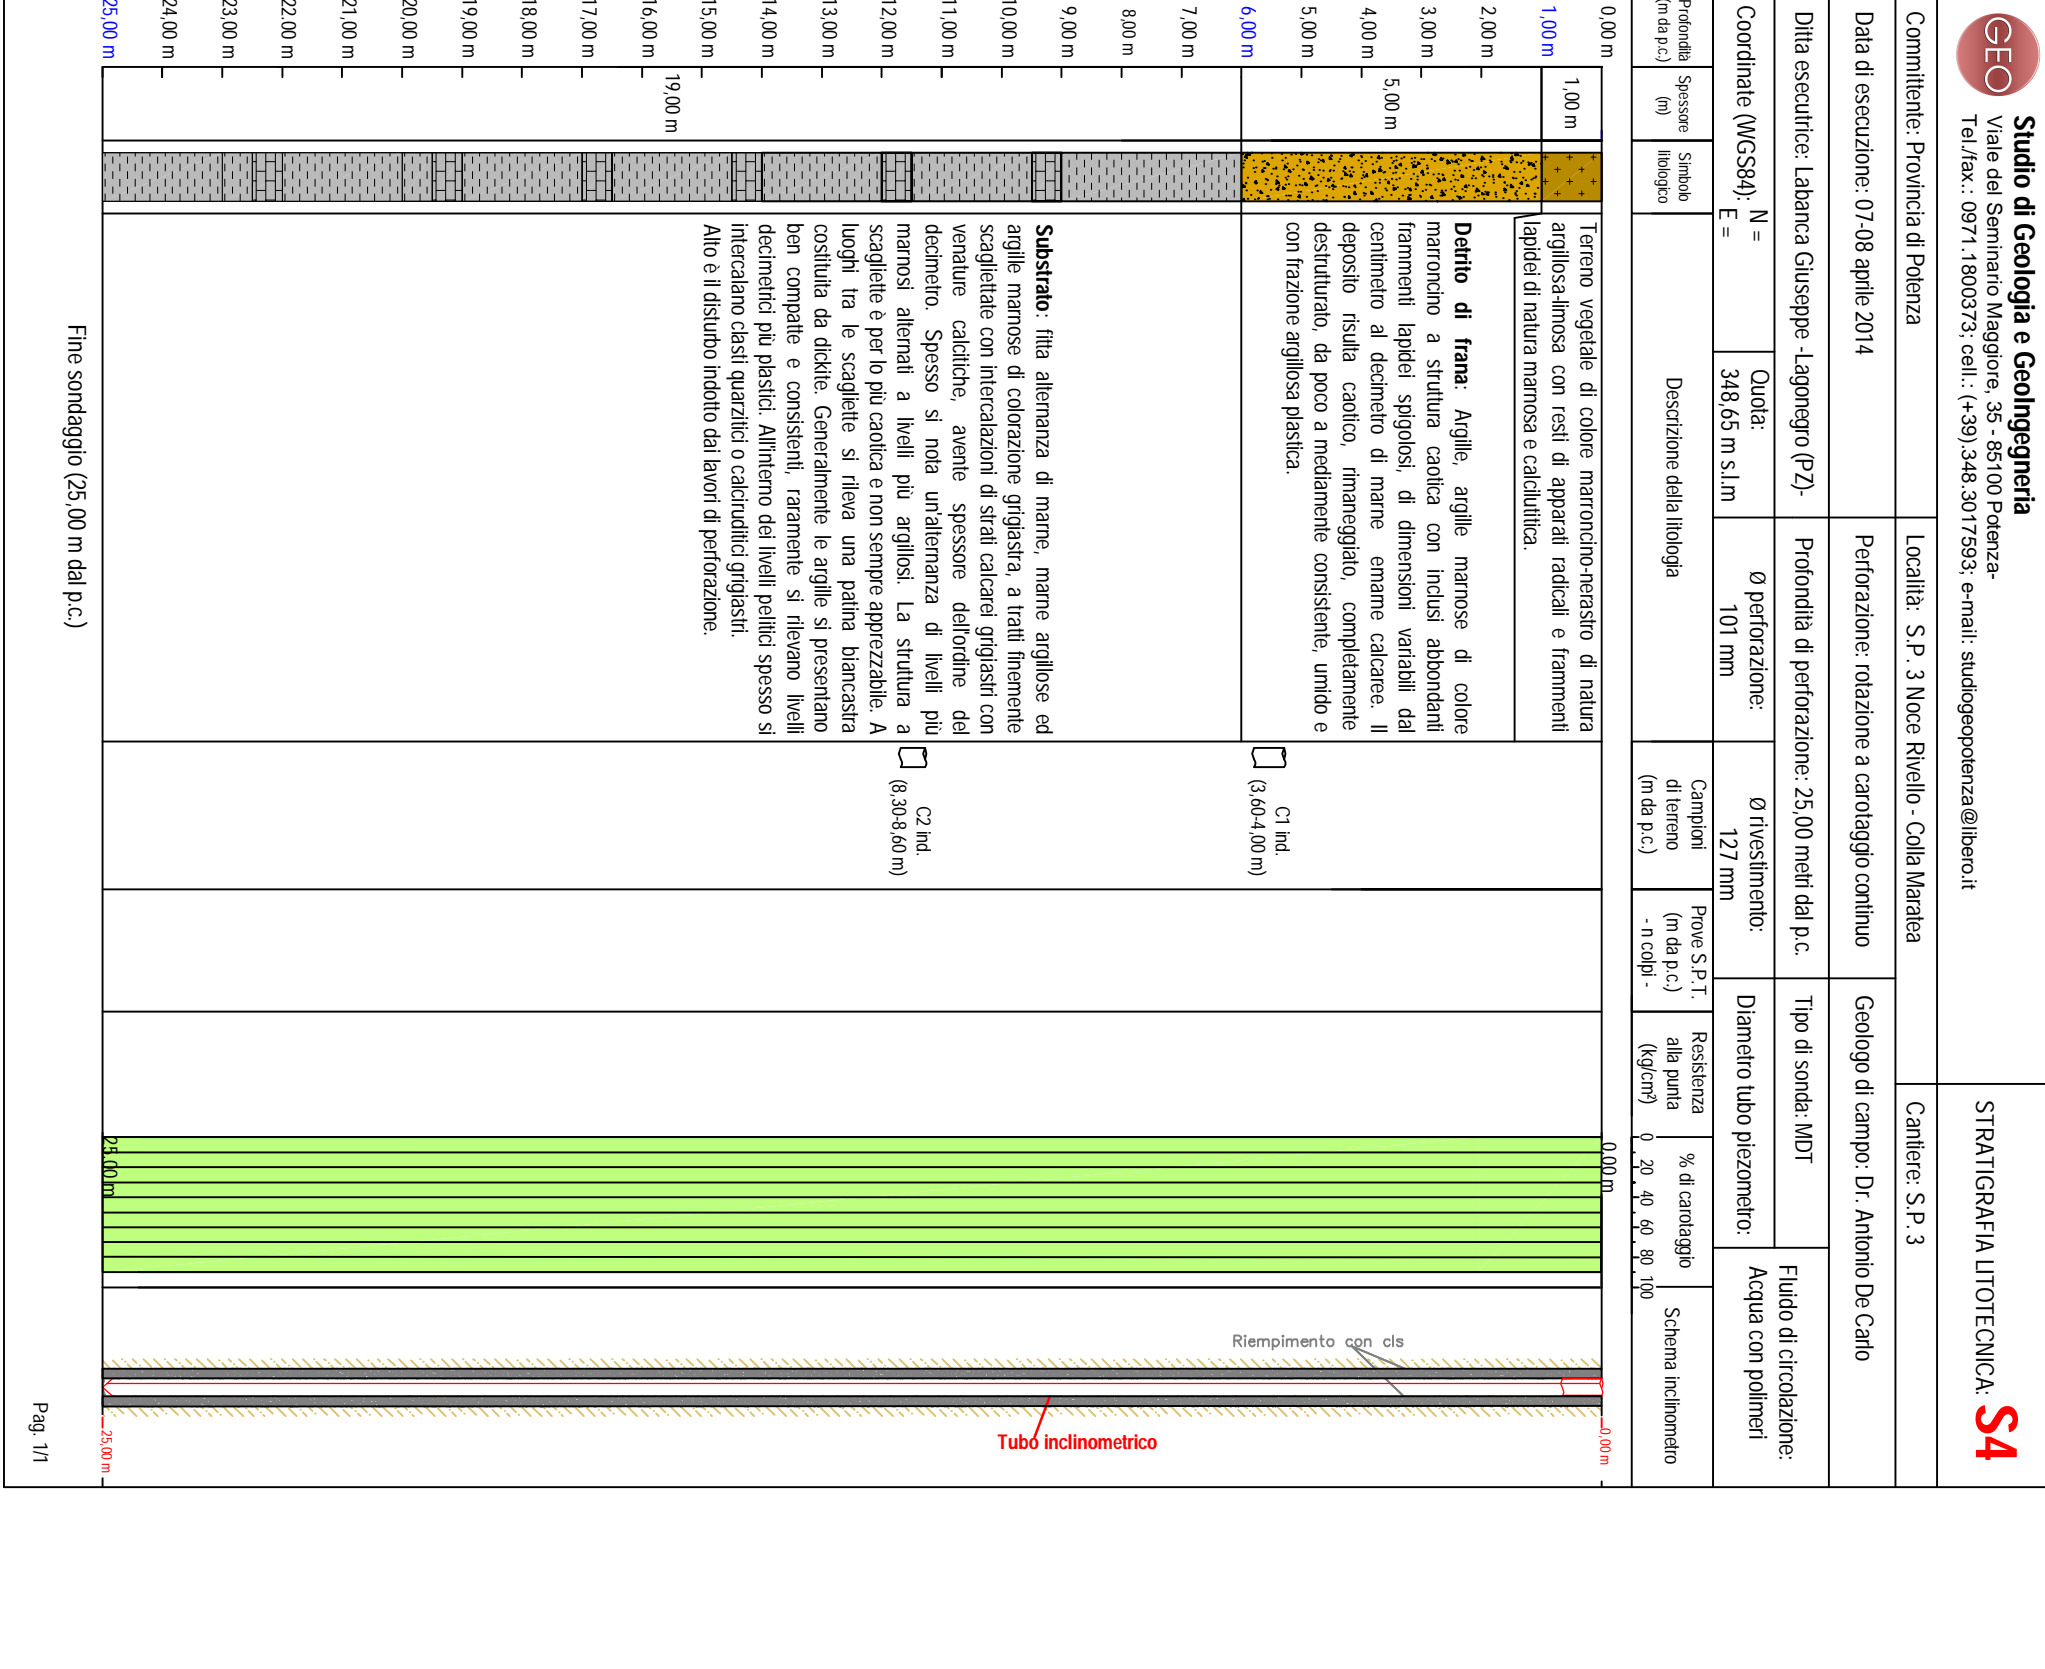 GEO
Studio di Geologia e GeoIngegneria
Viale del Seminario Maggiore, 35 - 85100 Potenza-
Tel./fax.: 0971.1800373; cell.: (+39).348.3017593; e-mail: studiogeopotenza@libero.it
STRATIGRAFIA LITOTECNICA: S4
Committente: Provincia di Potenza
Località: S.P. 3 Noce Rivello - Colla Maratea
Cantiere: S.P. 3
Data di esecuzione: 07-08 aprile 2014
Perforazione: rotazione a carotaggio continuo
Geologo di campo: Dr. Antonio De Carlo
Ditta esecutrice: Labanca Giuseppe -Lagonegro (PZ)-
Profondità di perforazione: 25,00 metri dal p.c.
Tipo di sonda: MDT
Fluido di circolazione:
Acqua con polimeri
Coordinate (WGS84):
N =
E =
Quota:
348,65 m s.l.m
Ø perforazione:
101 mm
Ø rivestimento:
127 mm
Diametro tubo piezometro:
Profondità
(m da p.c.)
Spessore
(m)
Simbolo
litologico
Descrizione della litologia
Campioni
di terreno
(m da p.c.)
Prove S.P.T.
(m da p.c.)
- n colpi -
Resistenza
alla punta
(kg/cm²)
% di carotaggio
0 20 40 60 80 100
Schema inclinometro
0,00 m
1,00 m
2,00 m
3,00 m
4,00 m
5,00 m
6,00 m
7,00 m
8,00 m
9,00 m
10,00 m
11,00 m
12,00 m
13,00 m
14,00 m
15,00 m
16,00 m
17,00 m
18,00 m
19,00 m
20,00 m
21,00 m
22,00 m
23,00 m
24,00 m
25,00 m
1,00 m
5,00 m
19,00 m
Terreno vegetale di colore marroncino-nerastro di natura
argillosa-limosa con resti di apparati radicali e frammenti
lapidei di natura marnosa e calcilutitica.
Detrito di frana: Argille, argille marnose di colore
marroncino a struttura caotica con inclusi abbondanti
frammenti lapidei spigolosi, di dimensioni variabili dal
centimetro al decimetro di marne emame calcaree. Il
deposito risulta caotico, rimaneggiato, completamente
destrutturato, da poco a mediamente consistente, umido e
con frazione argillosa plastica.
Substrato: fitta alternanza di marne, marne argillose ed
argille marnose di colorazione grigiastra, a tratti finemente
scagliettate con intercalazioni di strati calcarei grigiastri con
venature calcitiche, avente spessore dell'ordine del
decimetro. Spesso si nota un'alternanza di livelli più
marnosi alternati a livelli più argillosi. La struttura a
scagliette è per lo più caotica e non sempre apprezzabile. A
luoghi tra le scagliette si rileva una patina biancastra
costituita da dickite. Generalmente le argille si presentano
ben compatte e consistenti, raramente si rilevano livelli
decimetrici più plastici. All'interno dei livelli pelitici spesso si
intercalano clasti quarzitici o calciruditici grigiastri.
Alto è il disturbo indotto dai lavori di perforazione.
C1 ind.
(3,60-4,00 m)
C2 ind.
(8,30-8,60 m)
0,00 m
25,00 m
Riempimento con cls
Tubo inclinometrico
0,00 m
25,00 m
Fine sondaggio (25,00 m dal p.c.)
Pag. 1/1